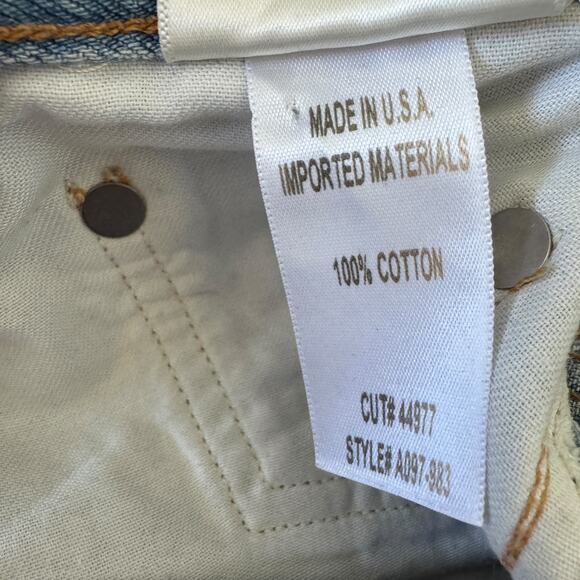 MADE IN U.S.A.
IMPORTED MATERIALS
100% COTTON
CUT# 44977
STYLE# A097-983